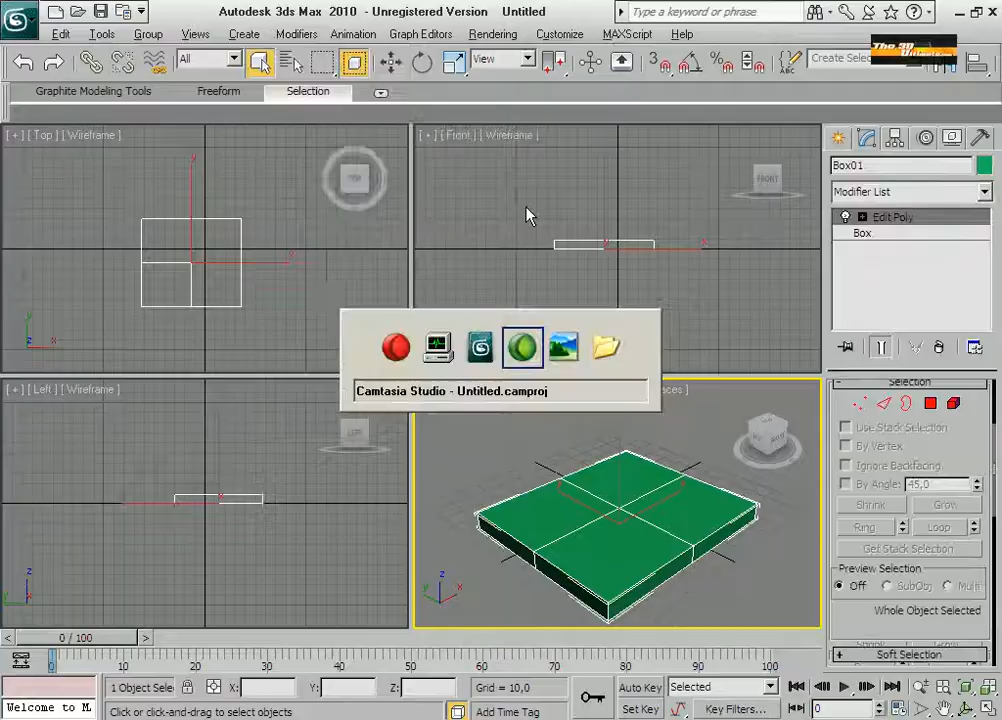 Autodesk 3ds Max 2010 - Unregistered Version Untitled
Type a keyword or phrase
Edit Tools Group Views Create Modifiers Animation Graph Editors Rendering Customize MAXScript Help
All
View
3
Create Selec
The 3D
Graphite Modeling Tools Freeform Selection
[ + ] [ Top ] [ Wireframe ]
[ + ] [ Front ] [ Wireframe ]
TOP
FRONT
y
x
z
Box01
Modifier List
Edit Poly
Box
Camtasia Studio - Untitled.camproj
[ + ] [ Left ] [ Wireframe ]
LEFT
z
y
z
y
x
Selection
Use Stack Selection
By Vertex
Ignore Backfacing
By Angle: 45,0
Shrink Grow
Ring Loop
Get Stack Selection
Preview Selection
Off SubObj Multi
Whole Object Selected
Soft Selection
0 / 100
0 10 20 30 40 50 60 70 80 90 100
1 Object Sele X: Y: Z: Grid = 10,0 Auto Key Selected
Welcome to M. Click or click-and-drag to select objects Add Time Tag Set Key Key Filters... 0